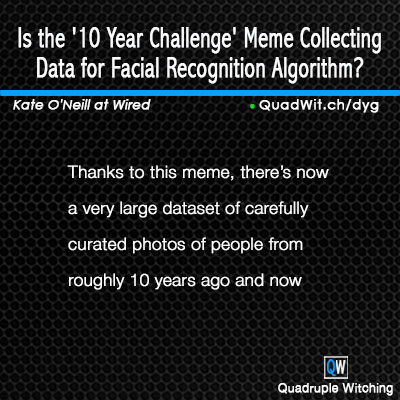 Is the '10 Year Challenge' Meme Collecting
Data for Facial Recognition Algorithm?
Kate O'Neill at Wired
QuadWit.ch/dyg
Thanks to this meme, there's now
a very large dataset of carefully
curated photos of people from
roughly 10 years ago and now
QW
Quadruple Witching